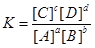 K = [C]^c[D]^d / [A]^a[B]^b